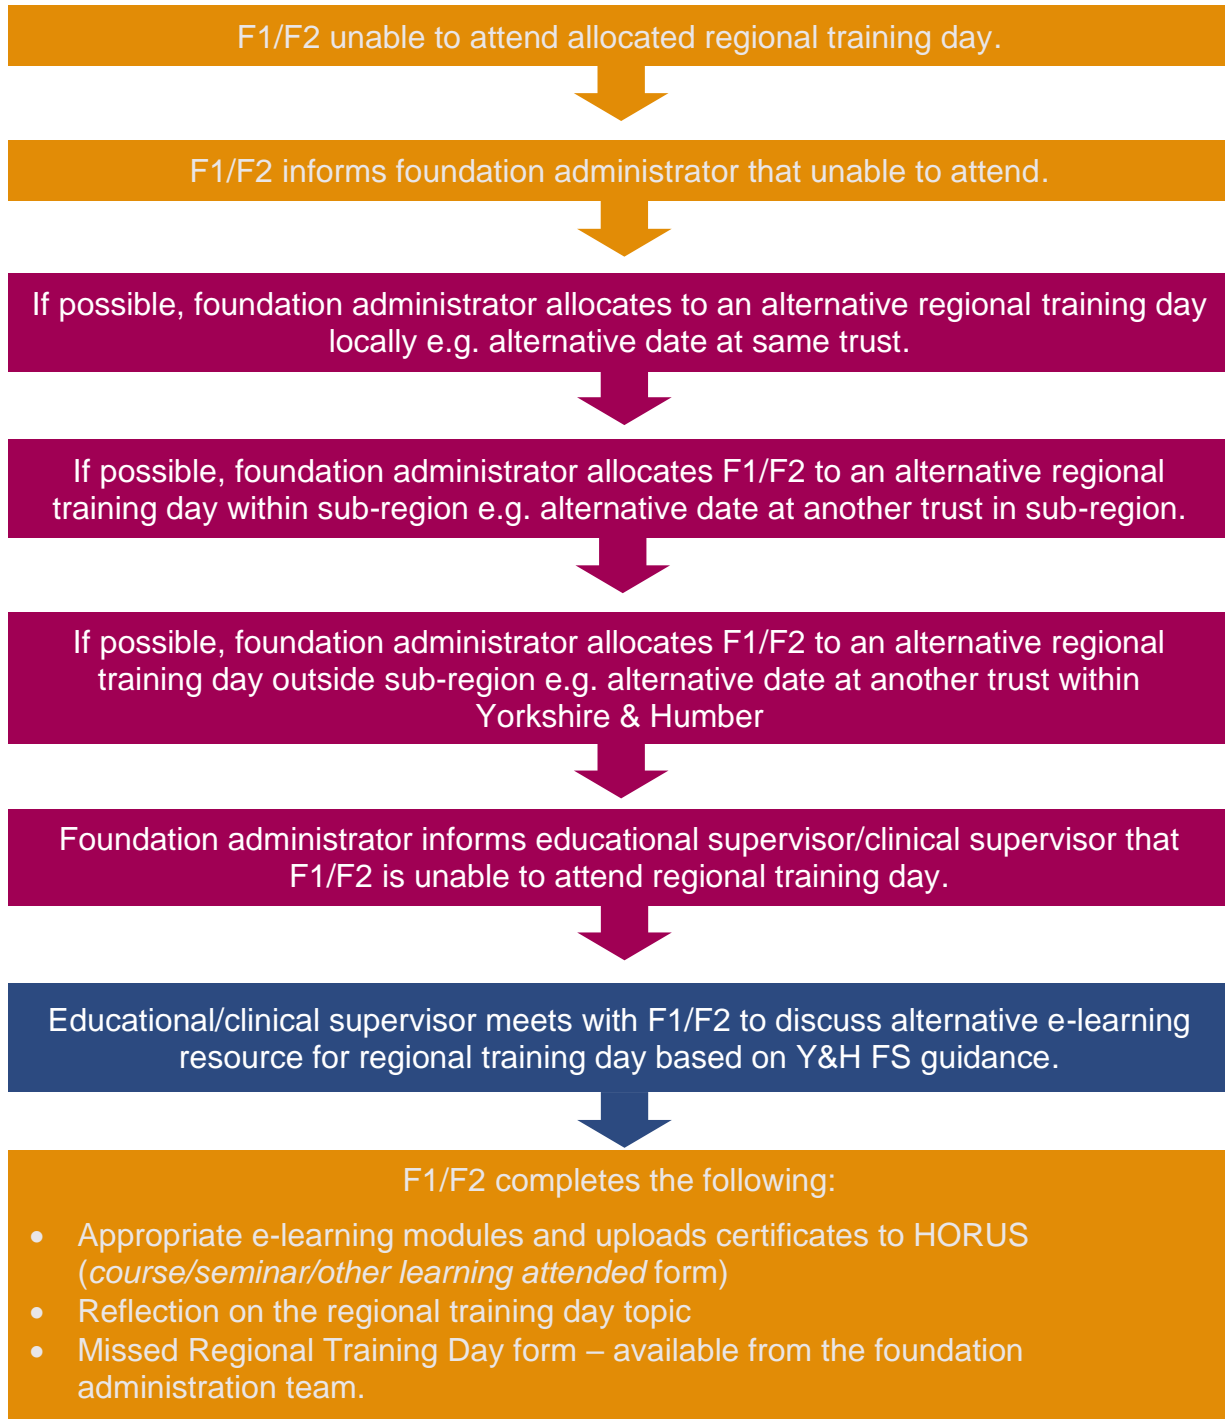 F1/F2 unable to attend allocated regional training day.
F1/F2 informs foundation administrator that unable to attend.
If possible, foundation administrator allocates to an alternative regional training day
locally e.g. alternative date at same trust.
If possible, foundation administrator allocates F1/F2 to an alternative regional
training day within sub-region e.g. alternative date at another trust in sub-region.
If possible, foundation administrator allocates F1/F2 to an alternative regional
training day outside sub-region e.g. alternative date at another trust within
Yorkshire & Humber
Foundation administrator informs educational supervisor/clinical supervisor that
F1/F2 is unable to attend regional training day.
Educational/clinical supervisor meets with F1/F2 to discuss alternative e-learning
resource for regional training day based on Y&H FS guidance.
F1/F2 completes the following:
• Appropriate e-learning modules and uploads certificates to HORUS
(course/seminar/other learning attended form)
• Reflection on the regional training day topic
• Missed Regional Training Day form – available from the foundation
administration team.